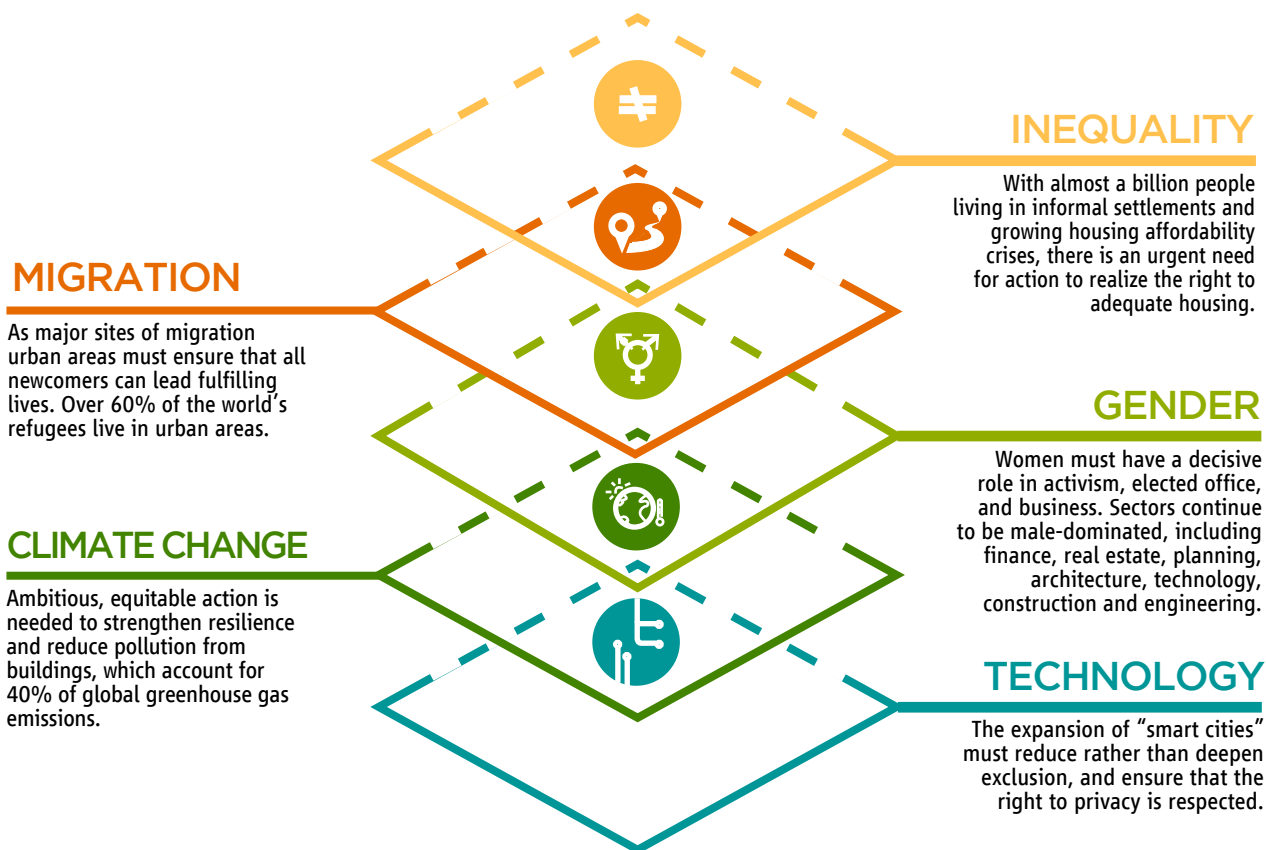 INEQUALITY
With almost a billion people
living in informal settlements and
growing housing affordability
crises, there is an urgent need
for action to realize the right to
adequate housing.
MIGRATION
As major sites of migration
urban areas must ensure that all
newcomers can lead fulfilling
lives. Over 60% of the world's
refugees live in urban areas.
GENDER
Women must have a decisive
role in activism, elected office,
and business. Sectors continue
to be male-dominated, including
finance, real estate, planning,
architecture, technology,
construction and engineering.
CLIMATE CHANGE
Ambitious, equitable action is
needed to strengthen resilience
and reduce pollution from
buildings, which account for
40% of global greenhouse gas
emissions.
TECHNOLOGY
The expansion of “smart cities”
must reduce rather than deepen
exclusion, and ensure that the
right to privacy is respected.